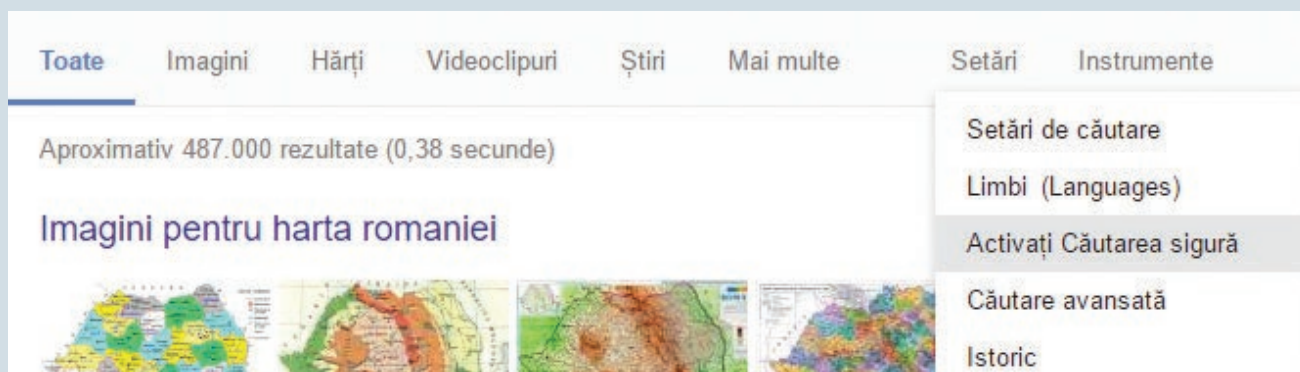 Toate Imagini Hărți Videoclipuri Știri Mai multe Setări Instrumente
Aproximativ 487.000 rezultate (0,38 secunde)
Imagini pentru harta romaniei
Setări de căutare
Limbi (Languages)
Activați Căutarea sigură
Căutare avansată
Istoric